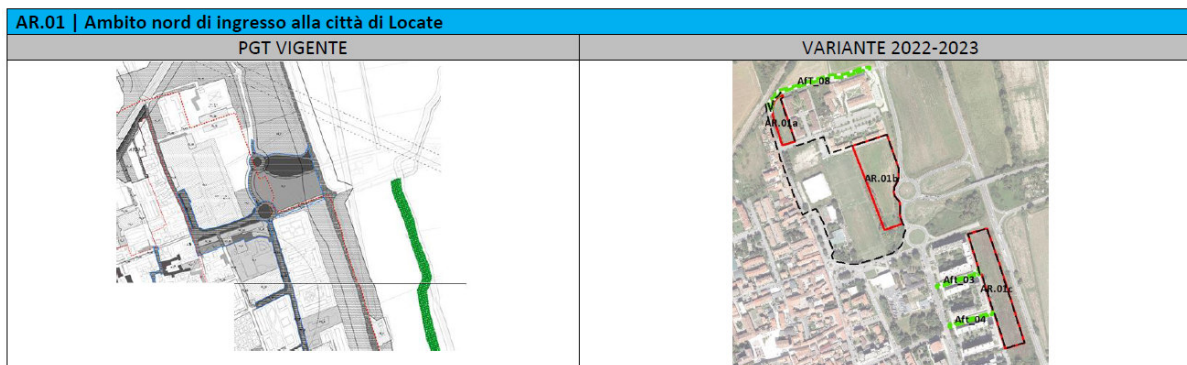 AR.01 | Ambito nord di ingresso alla città di Locate
PGT VIGENTE
VARIANTE 2022-2023
AfT_08
AR.01a
AR.01b
AR.01c
Aft_03
Aft_04